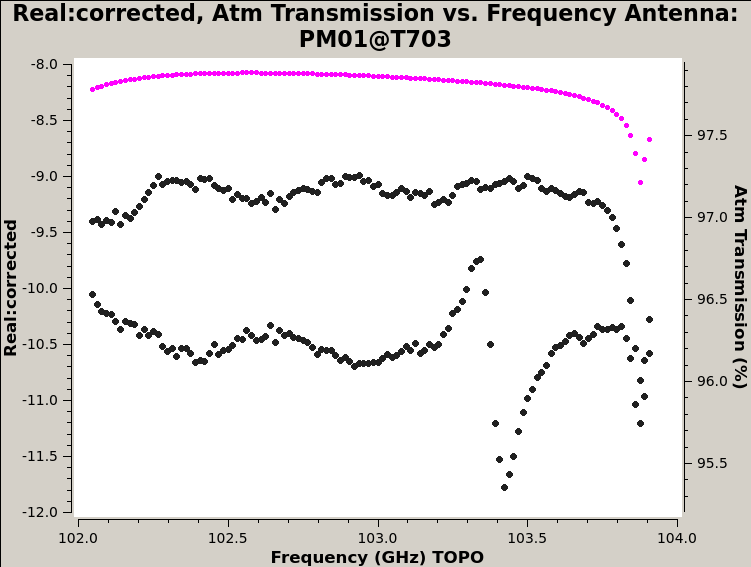 Real:corrected, Atm Transmission vs. Frequency Antenna:
PM01@T703
-8.0
-8.5
-9.0
-9.5
-10.0
-10.5
-11.0
-11.5
-12.0
Real:corrected
97.5
97.0
96.5
96.0
95.5
Atm Transmission (%)
102.0 102.5 103.0 103.5 104.0
Frequency (GHz) TOPO